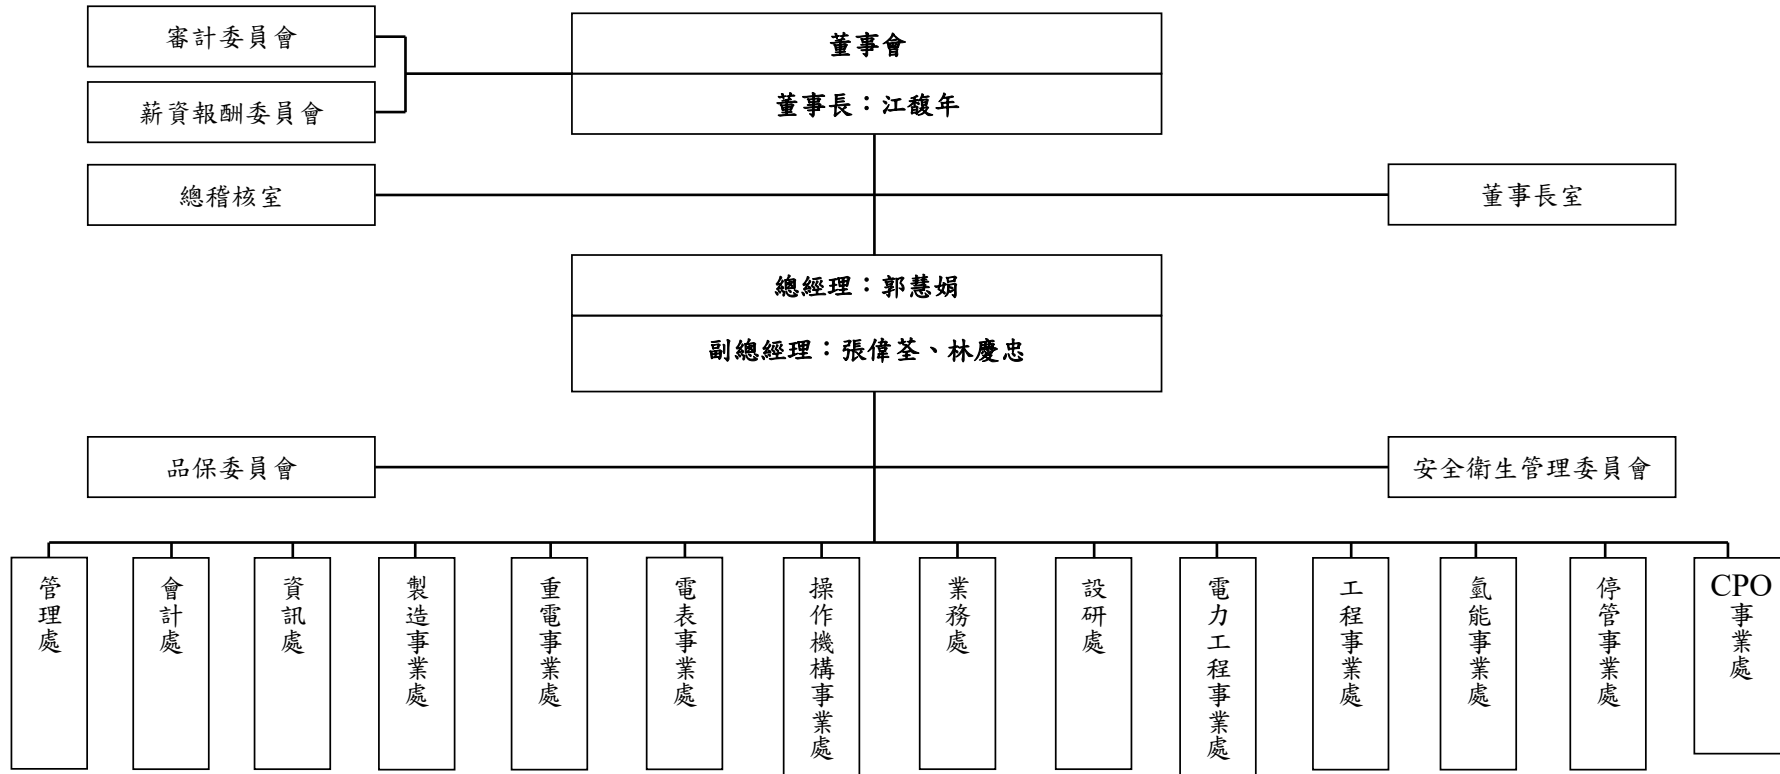 審計委員會
薪資報酬委員會
董事會
董事長：江馥年
總稽核室
董事長室
總經理：郭慧娟
副總經理：張偉荃、林慶忠
品保委員會
安全衛生管理委員會
管理處
會計處
資訊處
製造事業處
重電事業處
電表事業處
操作機構事業處
業務處
設研處
電力工程事業處
工程事業處
氫能事業處
停管事業處
CPO
事業處